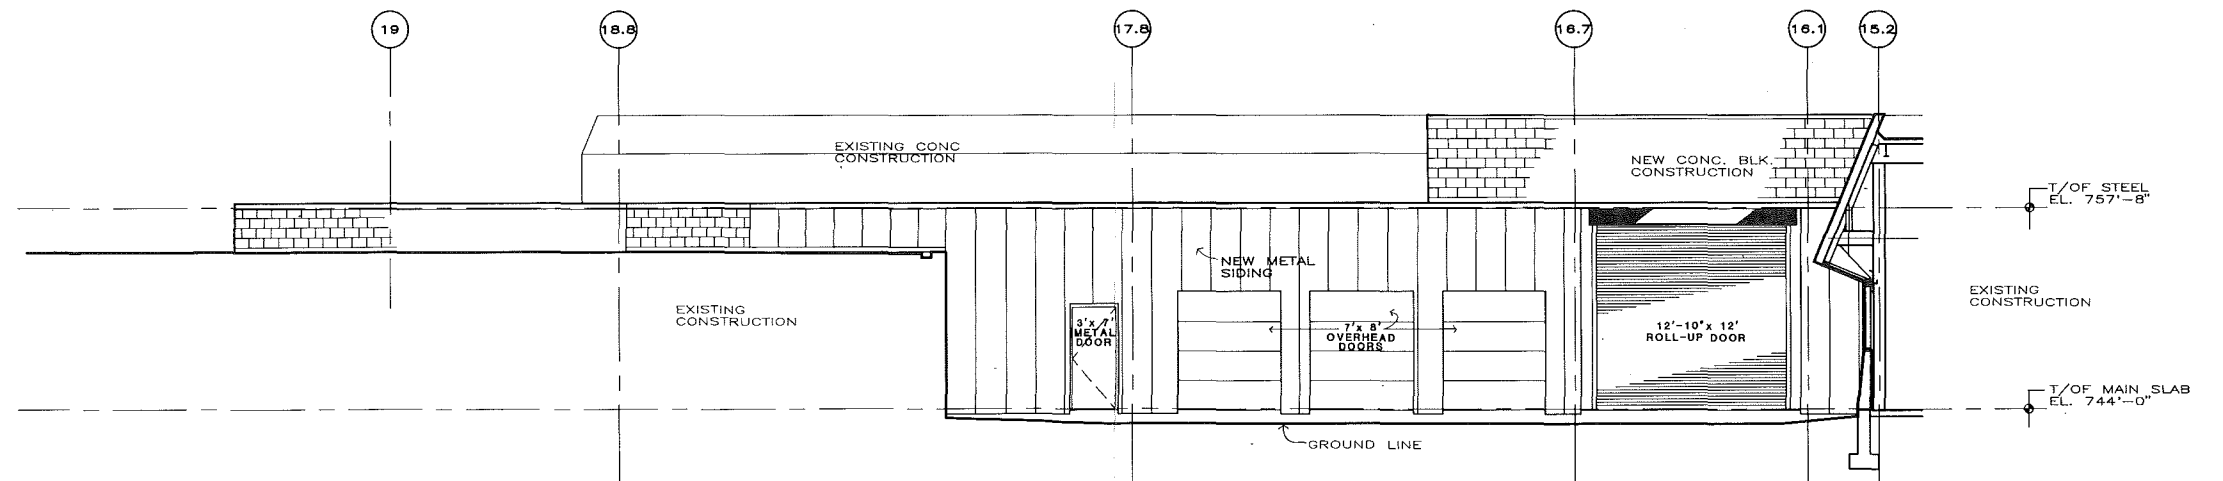 19
18.8
17.8
16.7
16.1
15.2
EXISTING CONC
CONSTRUCTION
NEW CONC. BLK.
CONSTRUCTION
T/OF STEEL
EL. 757'-8"
NEW METAL
SIDING
EXISTING
CONSTRUCTION
EXISTING
CONSTRUCTION
3'x 7'
METAL
DOOR
7'x 8'
OVERHEAD
DOORS
12'-10"x 12'
ROLL-UP DOOR
T/OF MAIN SLAB
EL. 744'-0"
GROUND LINE